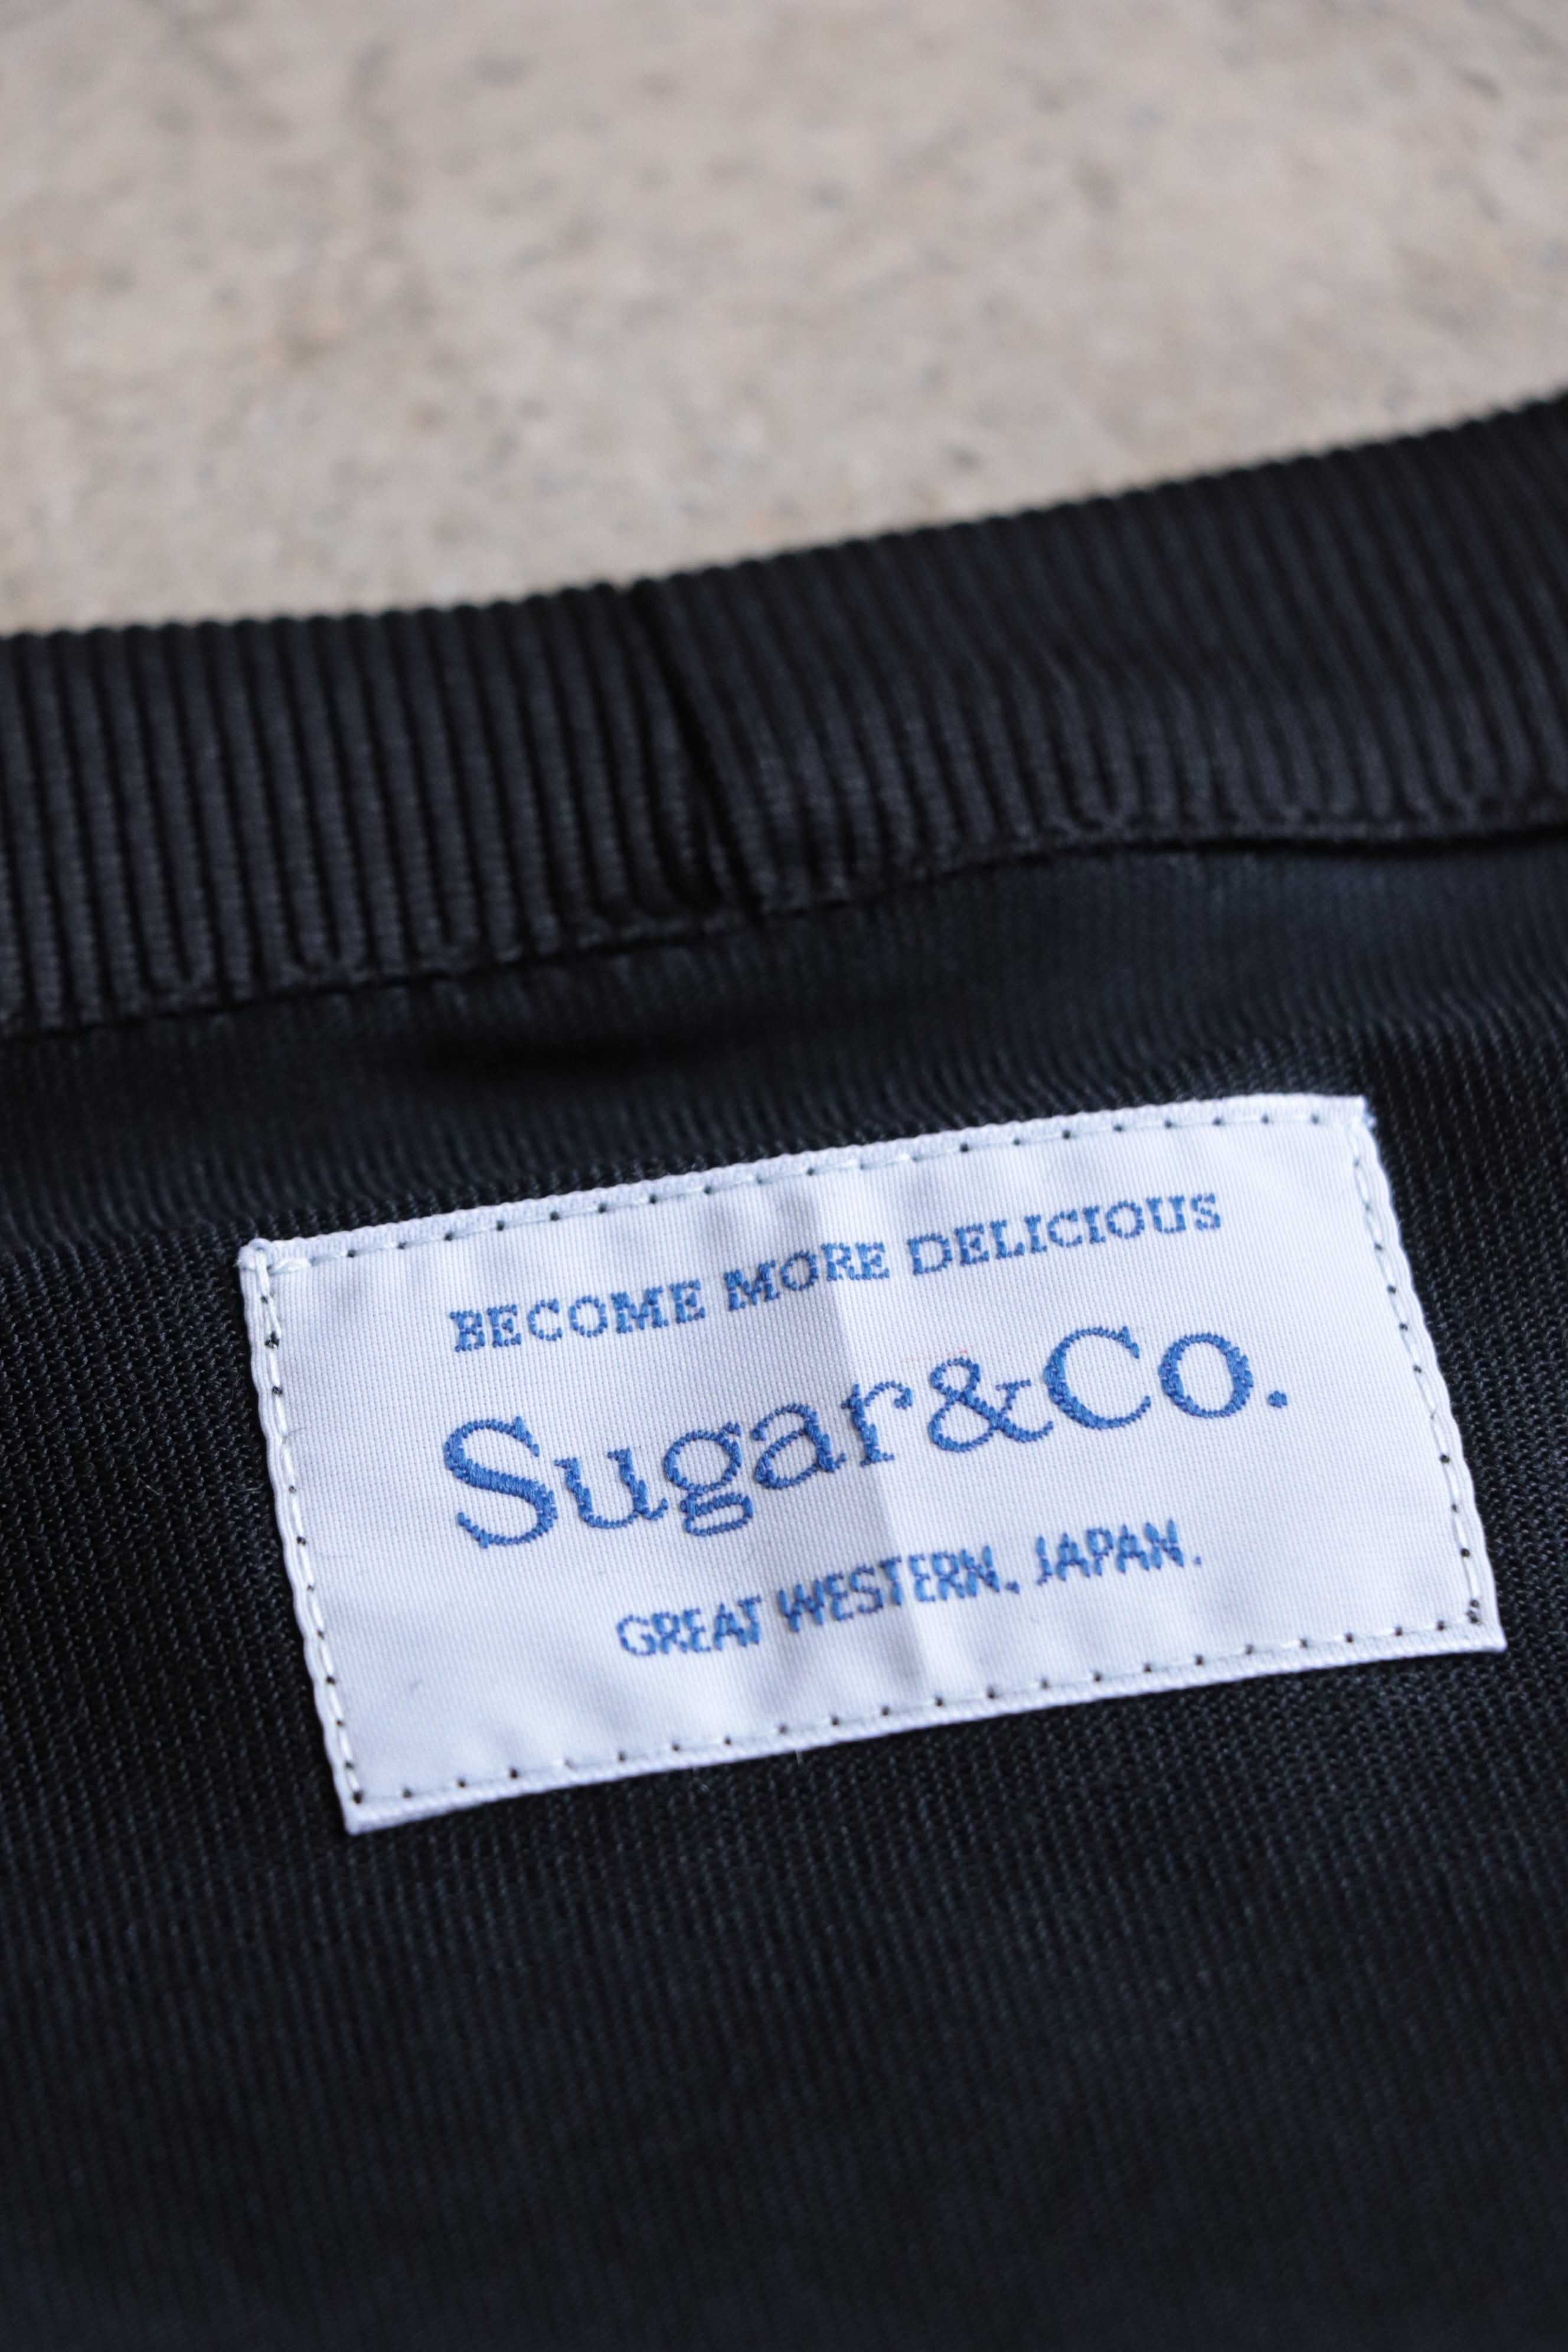 BECOME MORE DELICIOUS
Sugar&Co.
GREAT WESTERN, JAPAN.